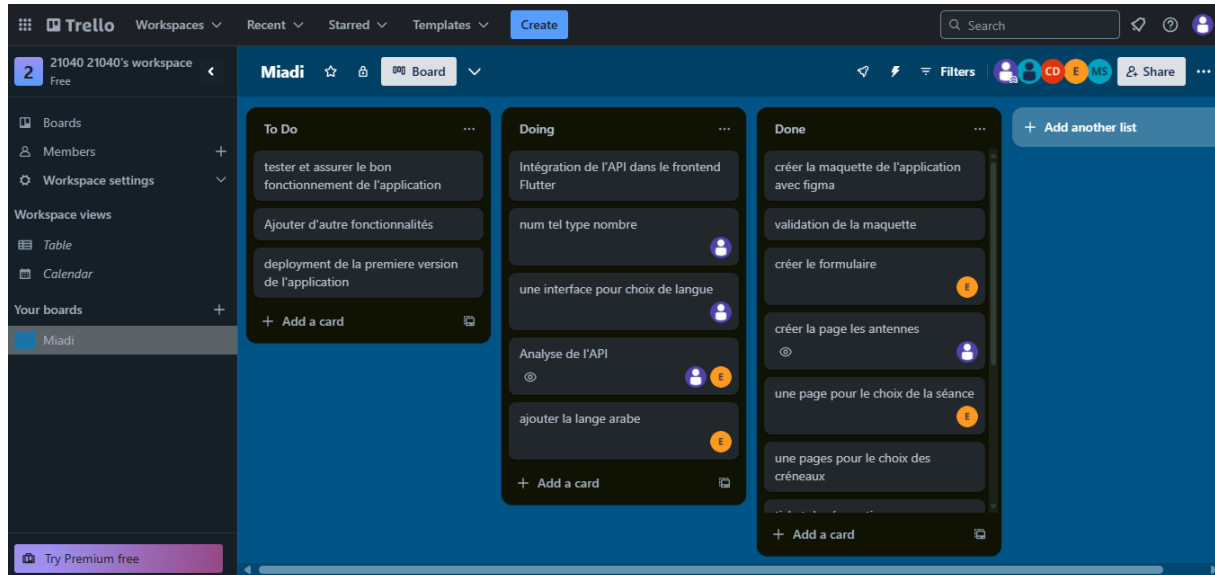 Trello Workspaces Recent Starred Templates Create Search
2 21040 21040's workspace
Free
Boards
Members
Workspace settings
Workspace views
Table
Calendar
Your boards
Miadi
Try Premium free
Miadi Board Filters CD E MS Share
To Do
tester et assurer le bon
fonctionnement de l'application
Ajouter d'autre fonctionnalités
deployment de la premiere version
de l'application
+ Add a card
Doing
Intégration de l'API dans le frontend
Flutter
num tel type nombre
une interface pour choix de langue
Analyse de l'API
E
ajouter la lange arabe
E
+ Add a card
Done
créer la maquette de l'application
avec figma
validation de la maquette
créer le formulaire
E
créer la page les antennes
une page pour le choix de la séance
E
une pages pour le choix des
créneaux
+ Add a card
+ Add another list